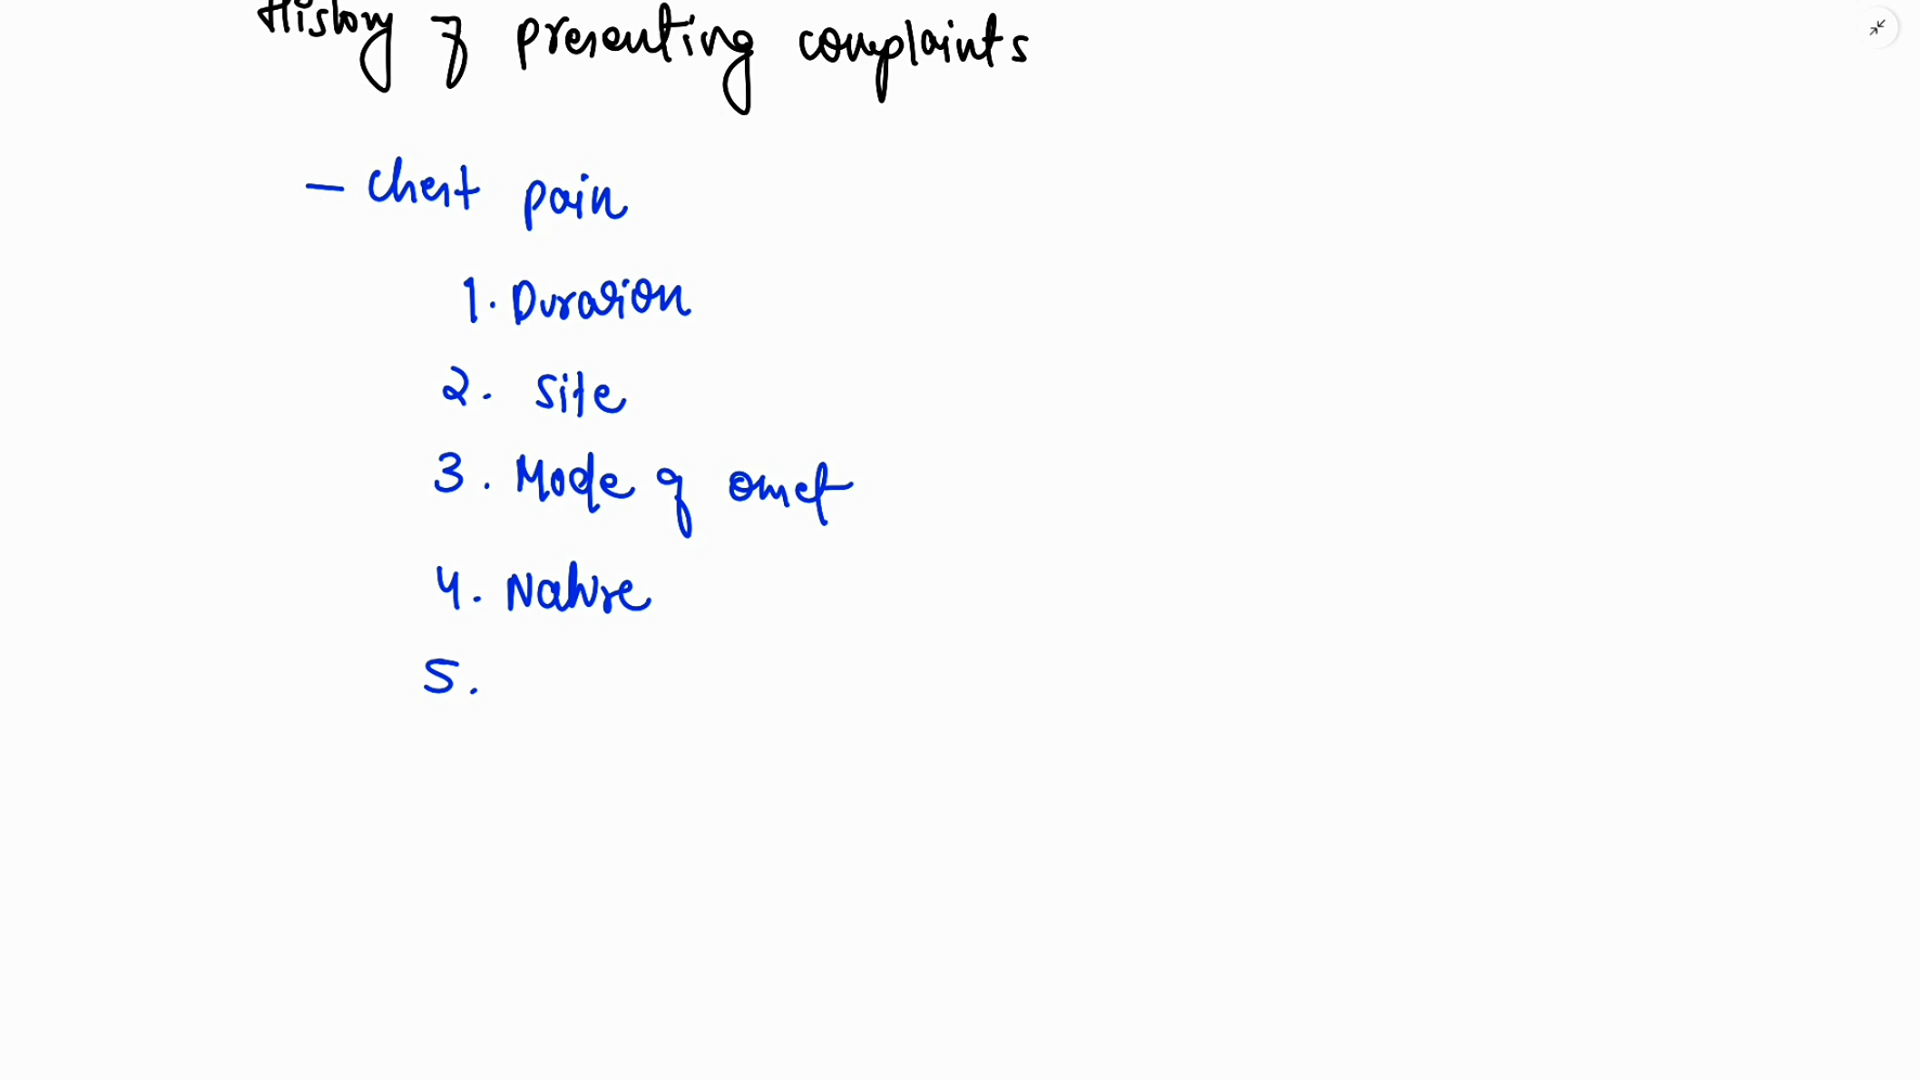 History of presenting complaints
- Chest pain
1. Duration
2. Site
3. Mode of onset
4. Nature
5.